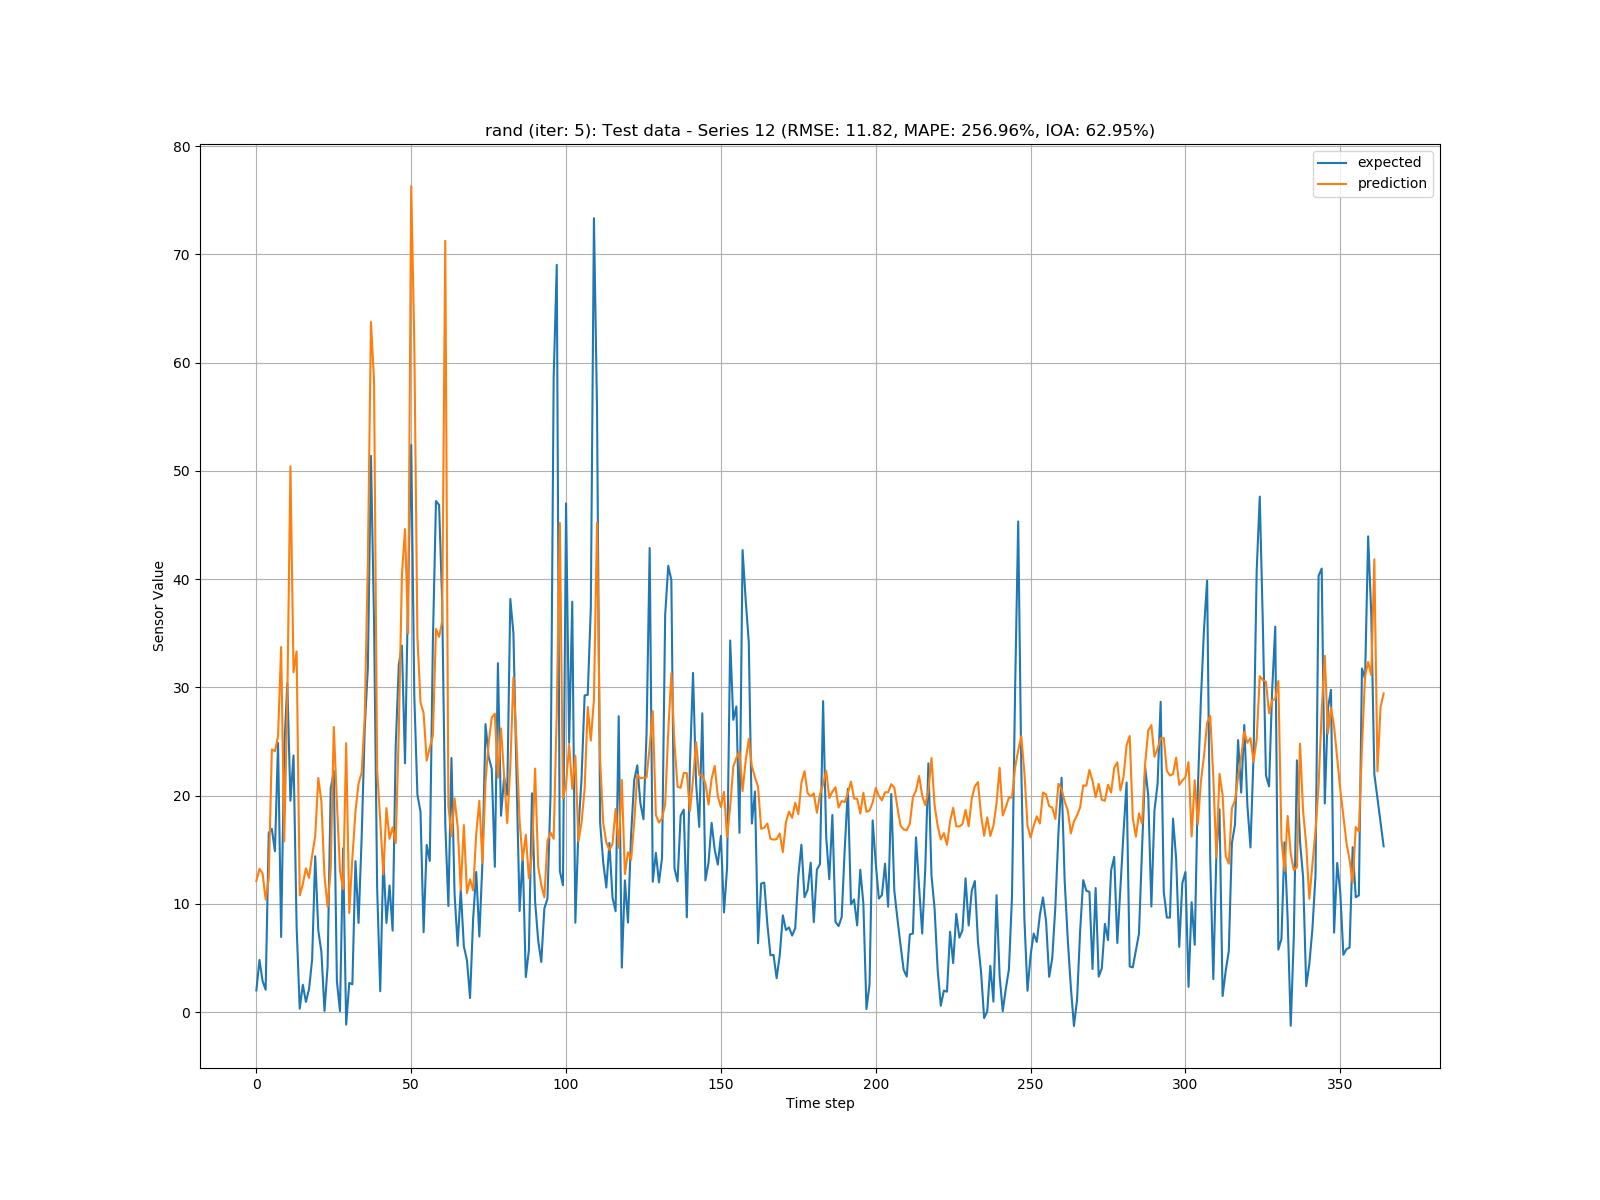 rand (iter: 5): Test data - Series 12 (RMSE: 11.82, MAPE: 256.96%, IOA: 62.95%)
expected
prediction
80
70
60
50
40
30
20
10
0
Sensor Value
0 50 100 150 200 250 300 350
Time step